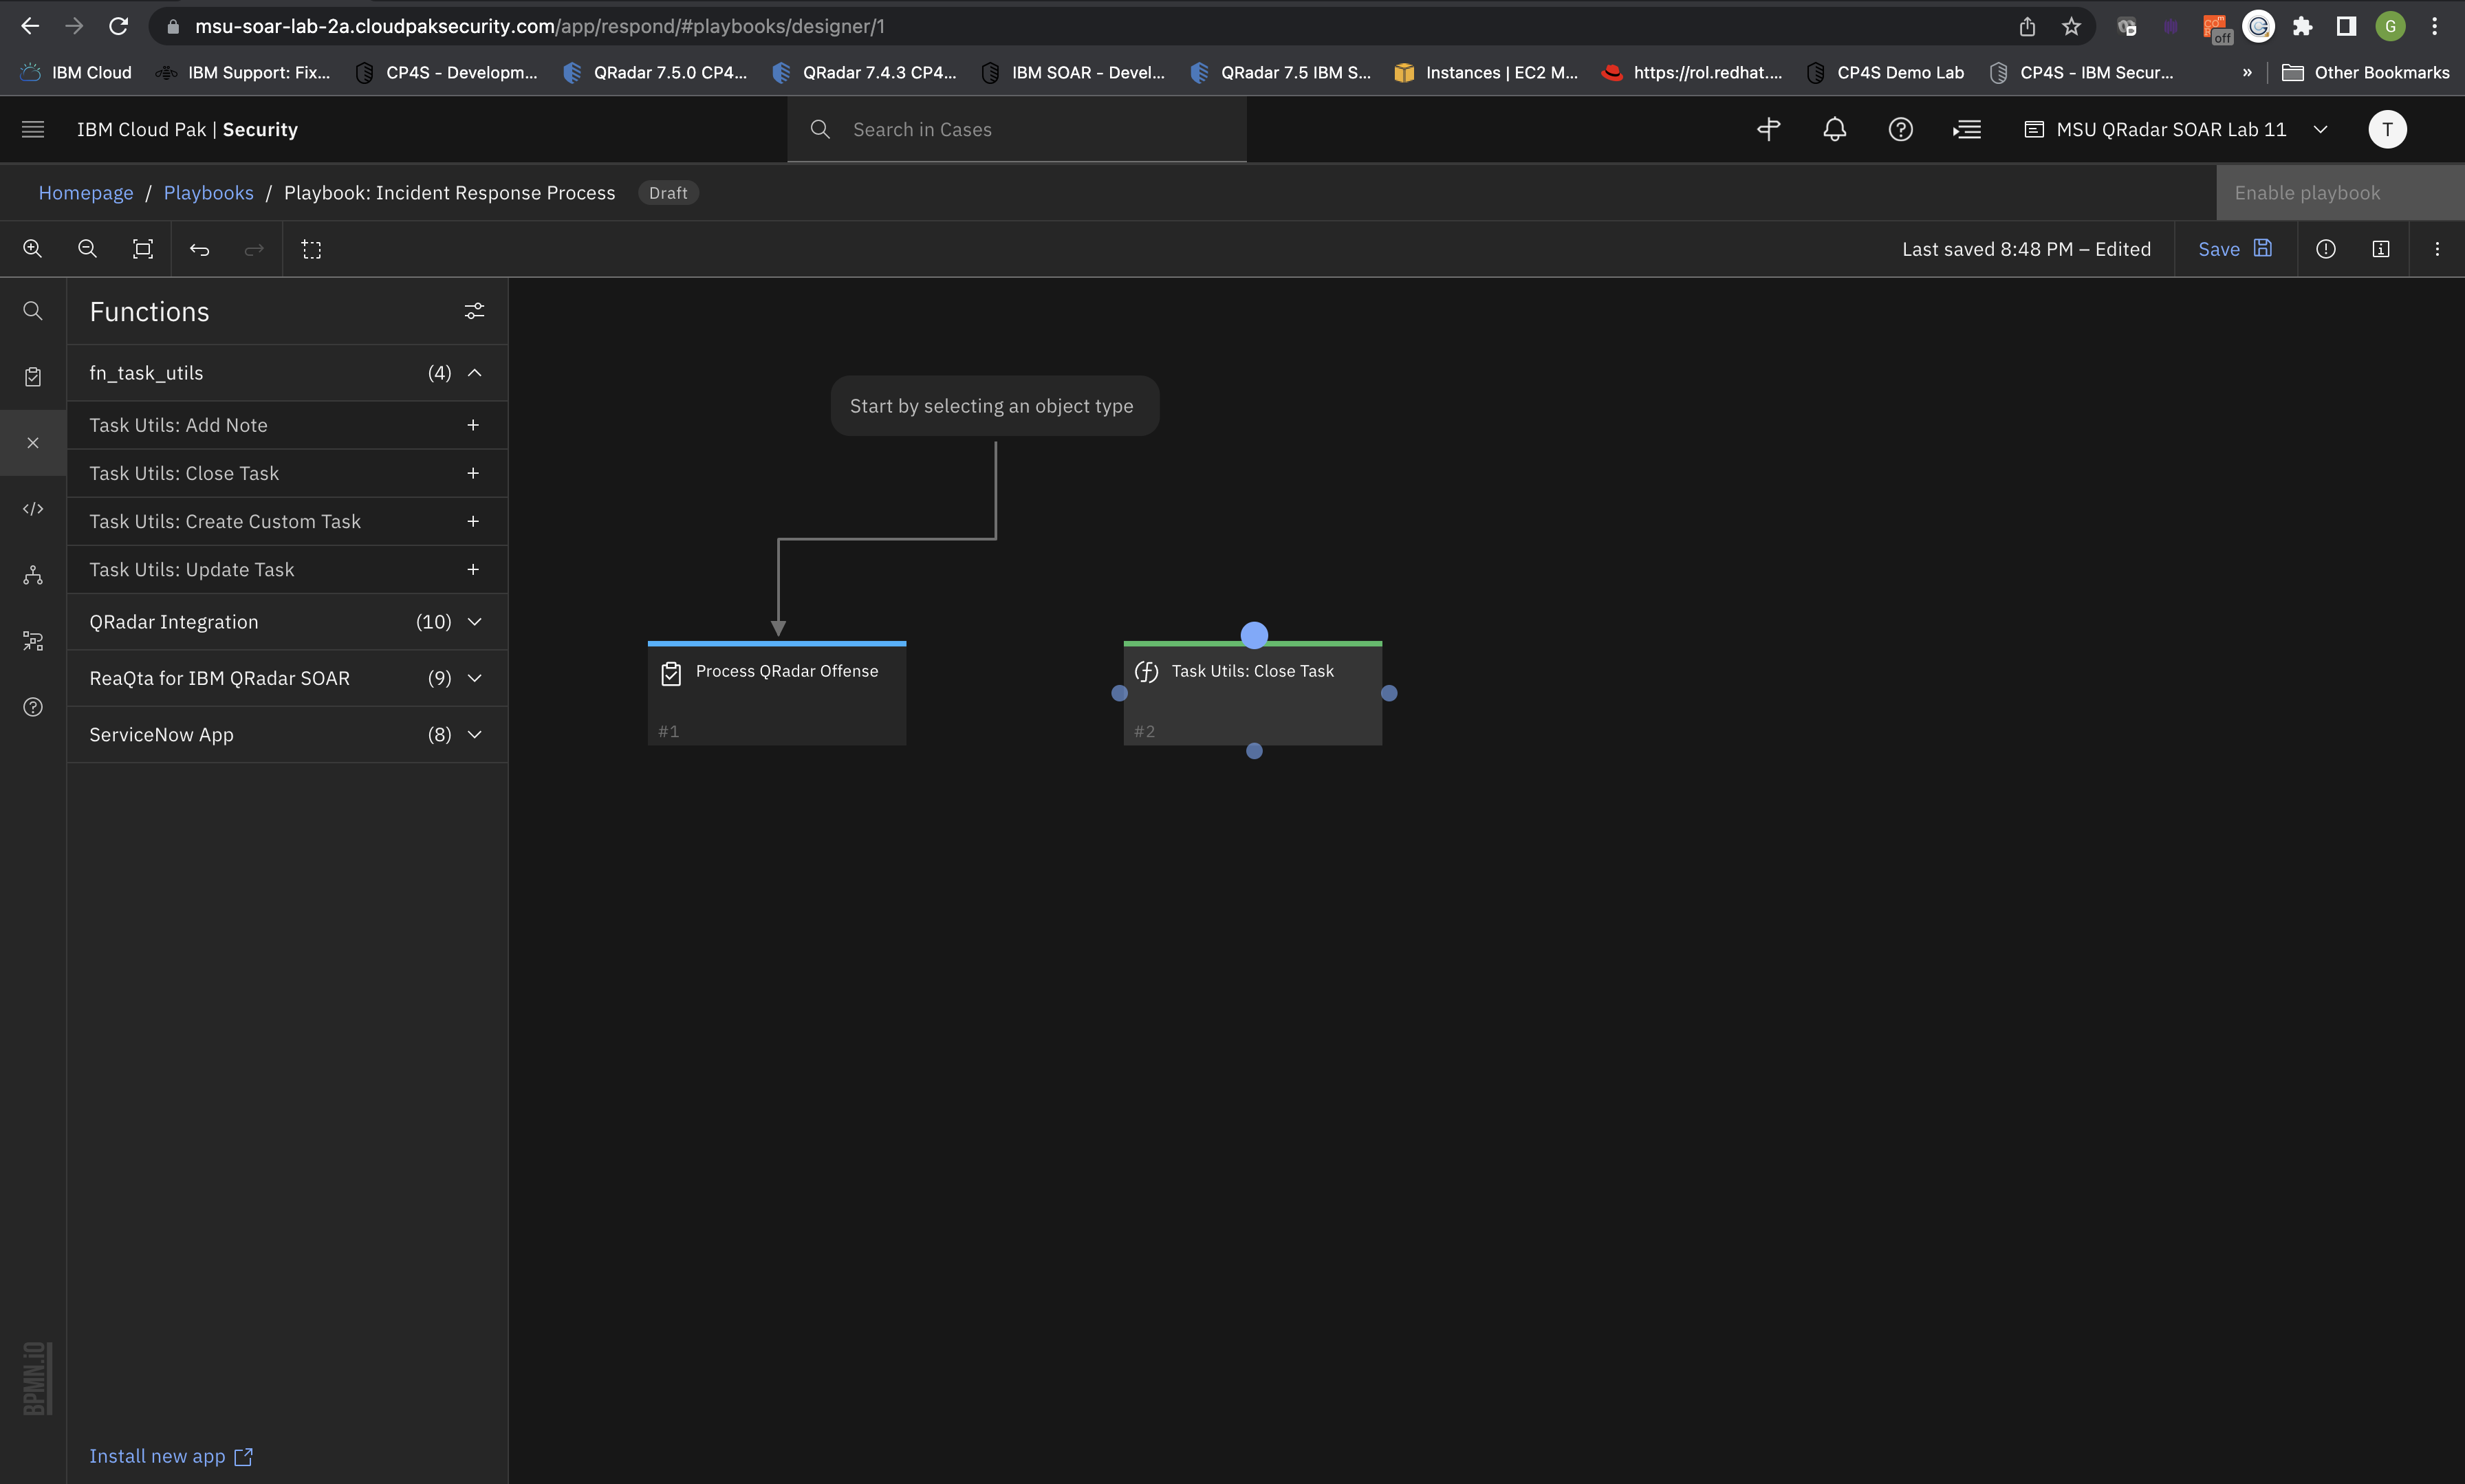 msu-soar-lab-2a.cloudpaksecurity.com/app/respond/#playbooks/designer/1
off
G
IBM Cloud
IBM Support: Fix...
CP4S - Developm...
QRadar 7.5.0 CP4...
QRadar 7.4.3 CP4...
IBM SOAR - Devel...
QRadar 7.5 IBM S...
Instances | EC2 M...
https://rol.redhat....
CP4S Demo Lab
CP4S - IBM Secur...
»
Other Bookmarks
IBM Cloud Pak | Security
Search in Cases
MSU QRadar SOAR Lab 11
T
Homepage / Playbooks / Playbook: Incident Response Process
Draft
Enable playbook
Last saved 8:48 PM – Edited
Save
Functions
fn_task_utils (4)
Task Utils: Add Note +
Task Utils: Close Task +
Task Utils: Create Custom Task +
Task Utils: Update Task +
QRadar Integration (10)
ReaQta for IBM QRadar SOAR (9)
ServiceNow App (8)
Start by selecting an object type
Process QRadar Offense
#1
Task Utils: Close Task
#2
BPMN.iO
Install new app